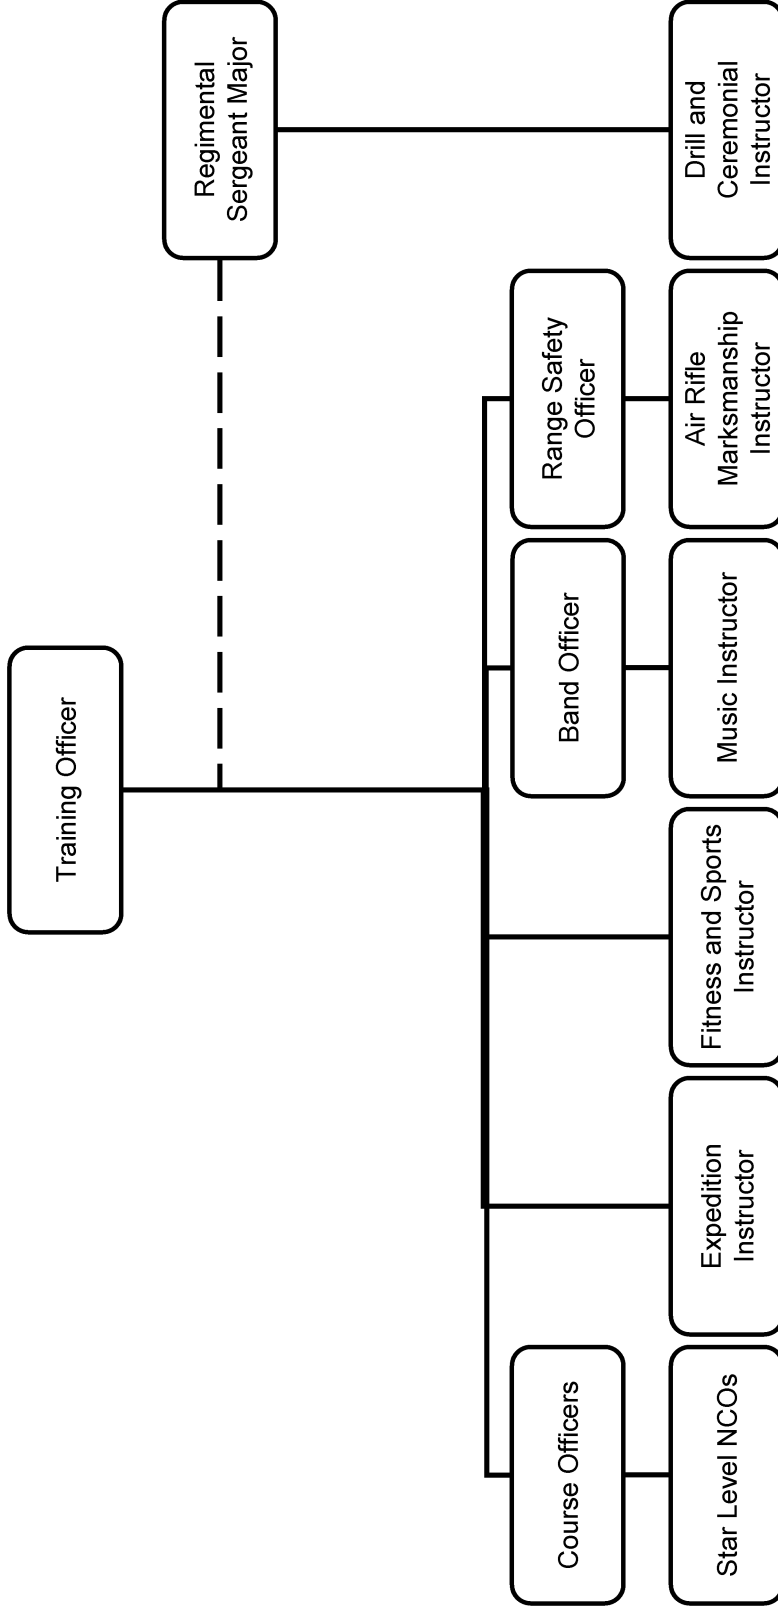 Training Officer
Regimental
Sergeant Major
Course Officers
Band Officer
Range Safety
Officer
Star Level NCOs
Expedition
Instructor
Fitness and Sports
Instructor
Music Instructor
Air Rifle
Marksmanship
Instructor
Drill and
Ceremonial
Instructor